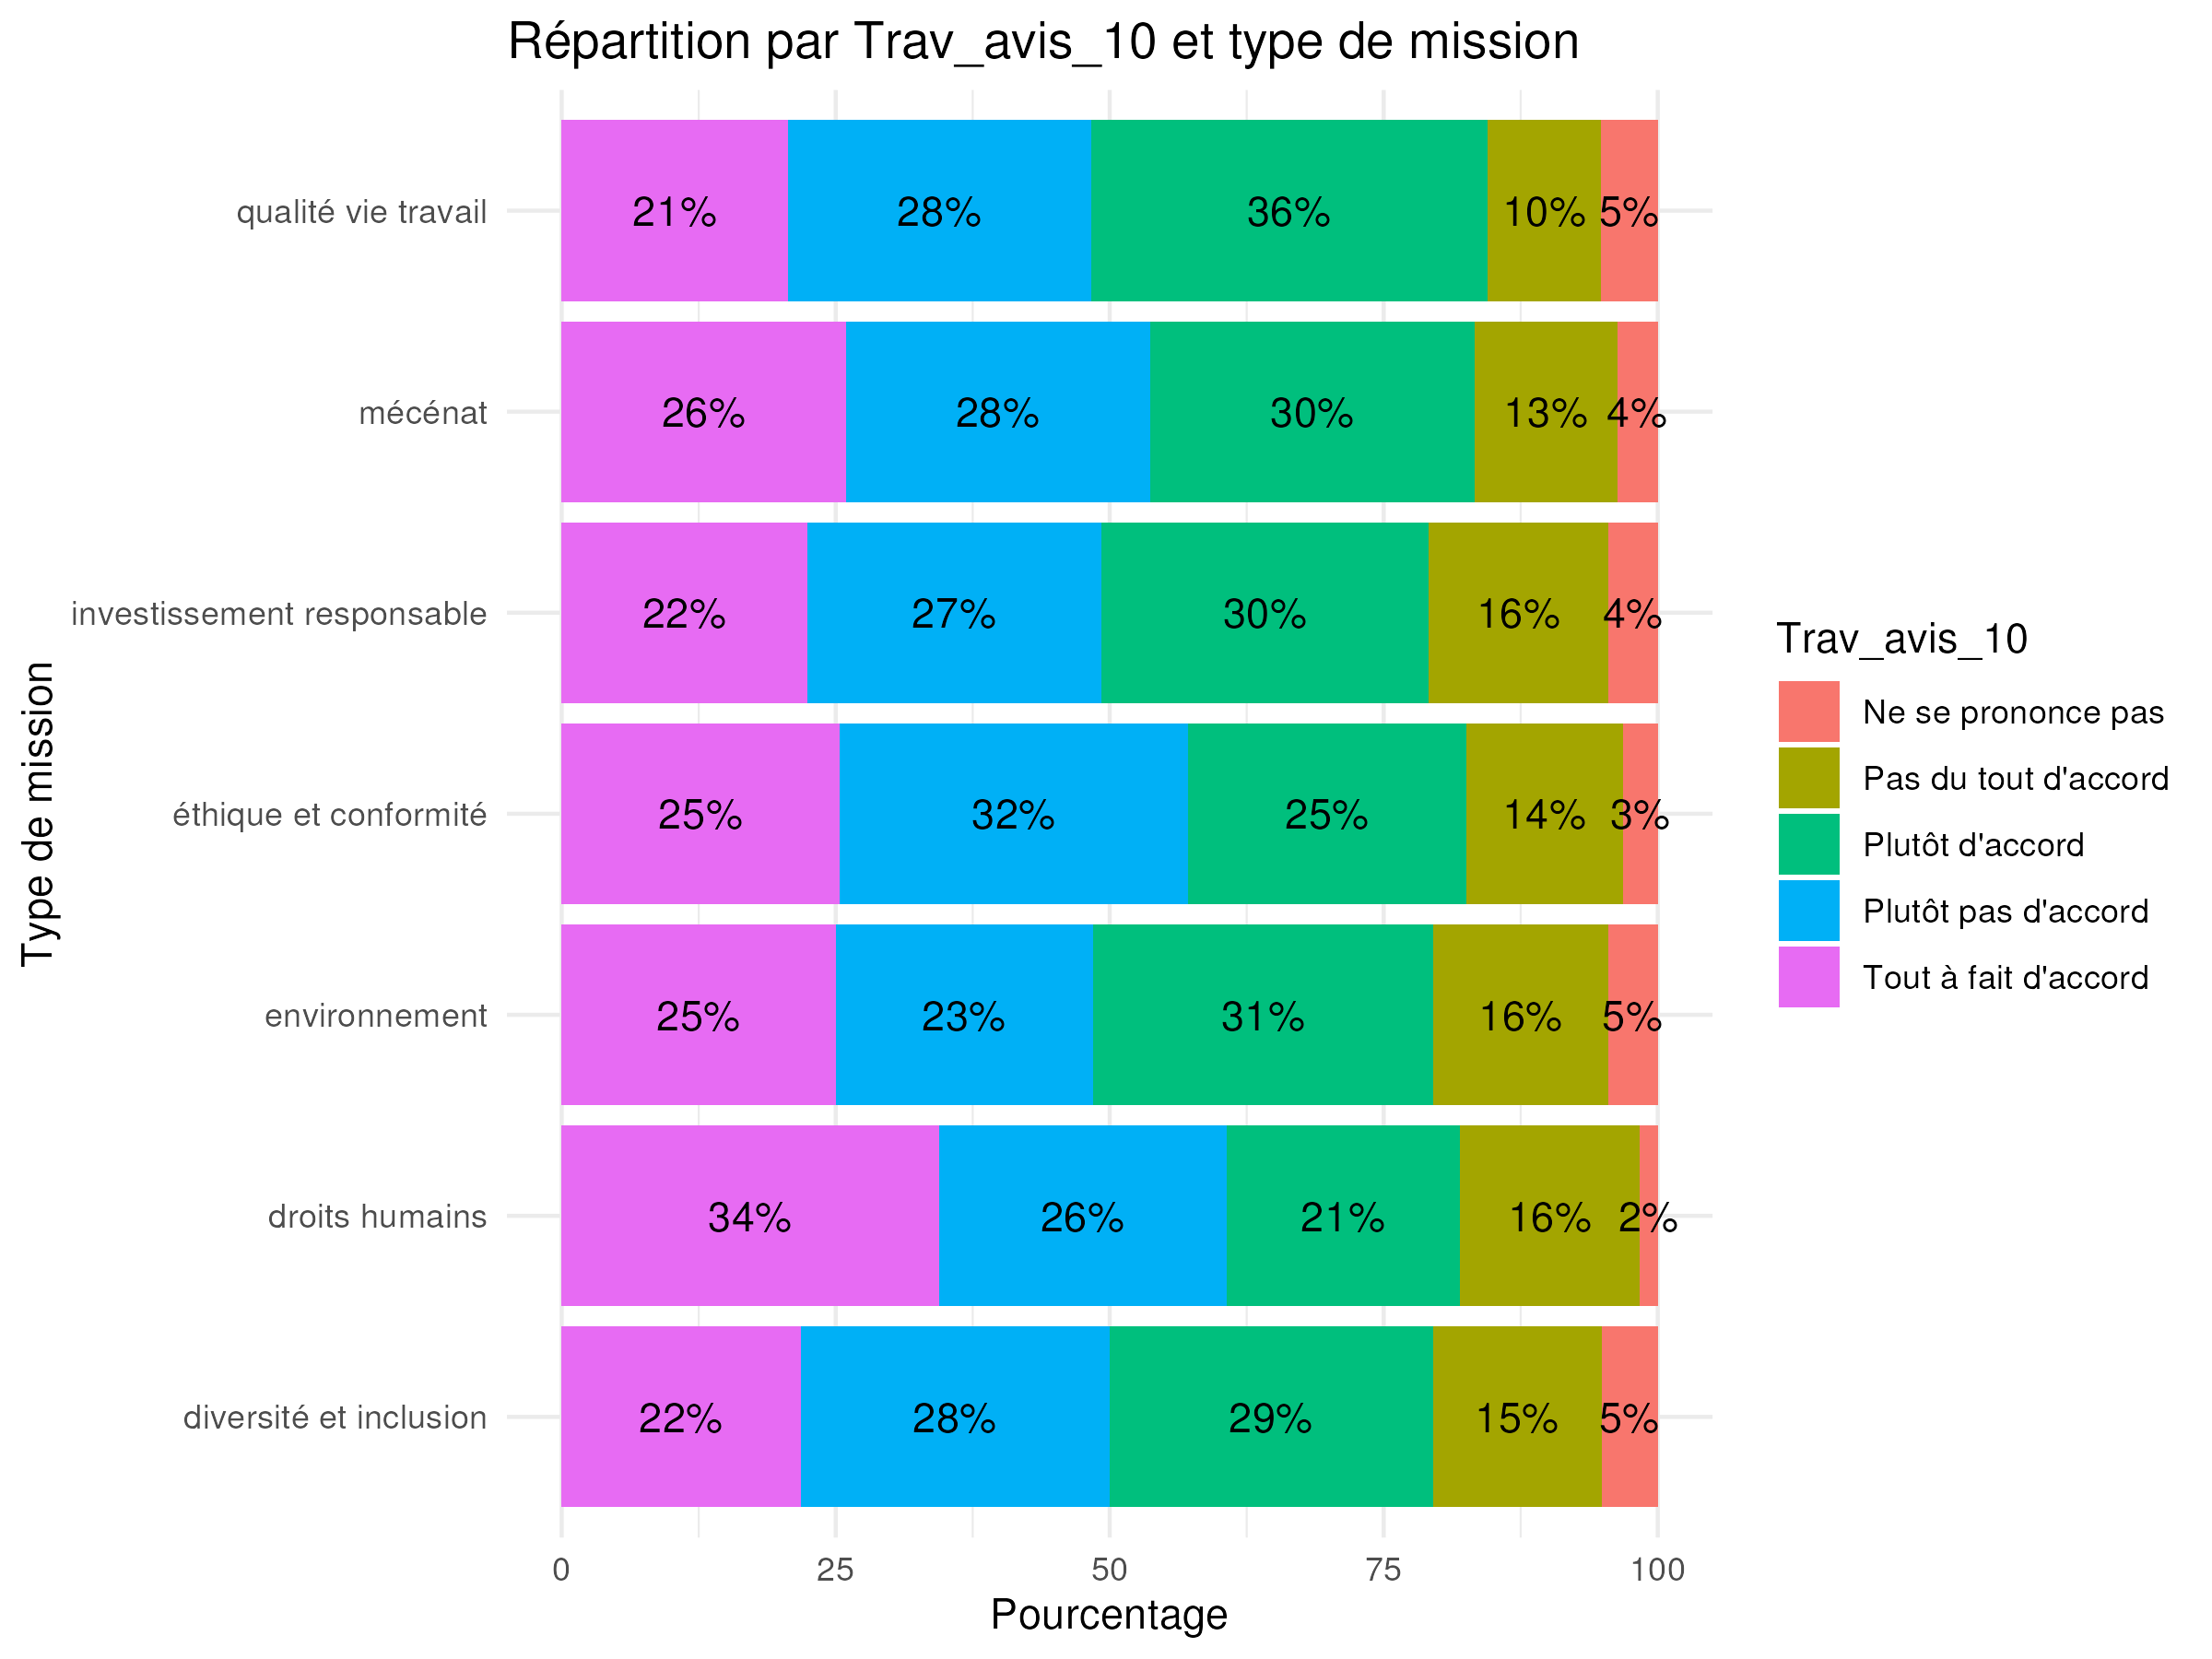 Répartition par Trav_avis_10 et type de mission
Type de mission
qualité vie travail
21% 28% 36% 10% 5%
mécénat
26% 28% 30% 13% 4%
investissement responsable
22% 27% 30% 16% 4%
éthique et conformité
25% 32% 25% 14% 3%
environnement
25% 23% 31% 16% 5%
droits humains
34% 26% 21% 16% 2%
diversité et inclusion
22% 28% 29% 15% 5%
0 25 50 75 100
Pourcentage
Trav_avis_10
Ne se prononce pas
Pas du tout d'accord
Plutôt d'accord
Plutôt pas d'accord
Tout à fait d'accord